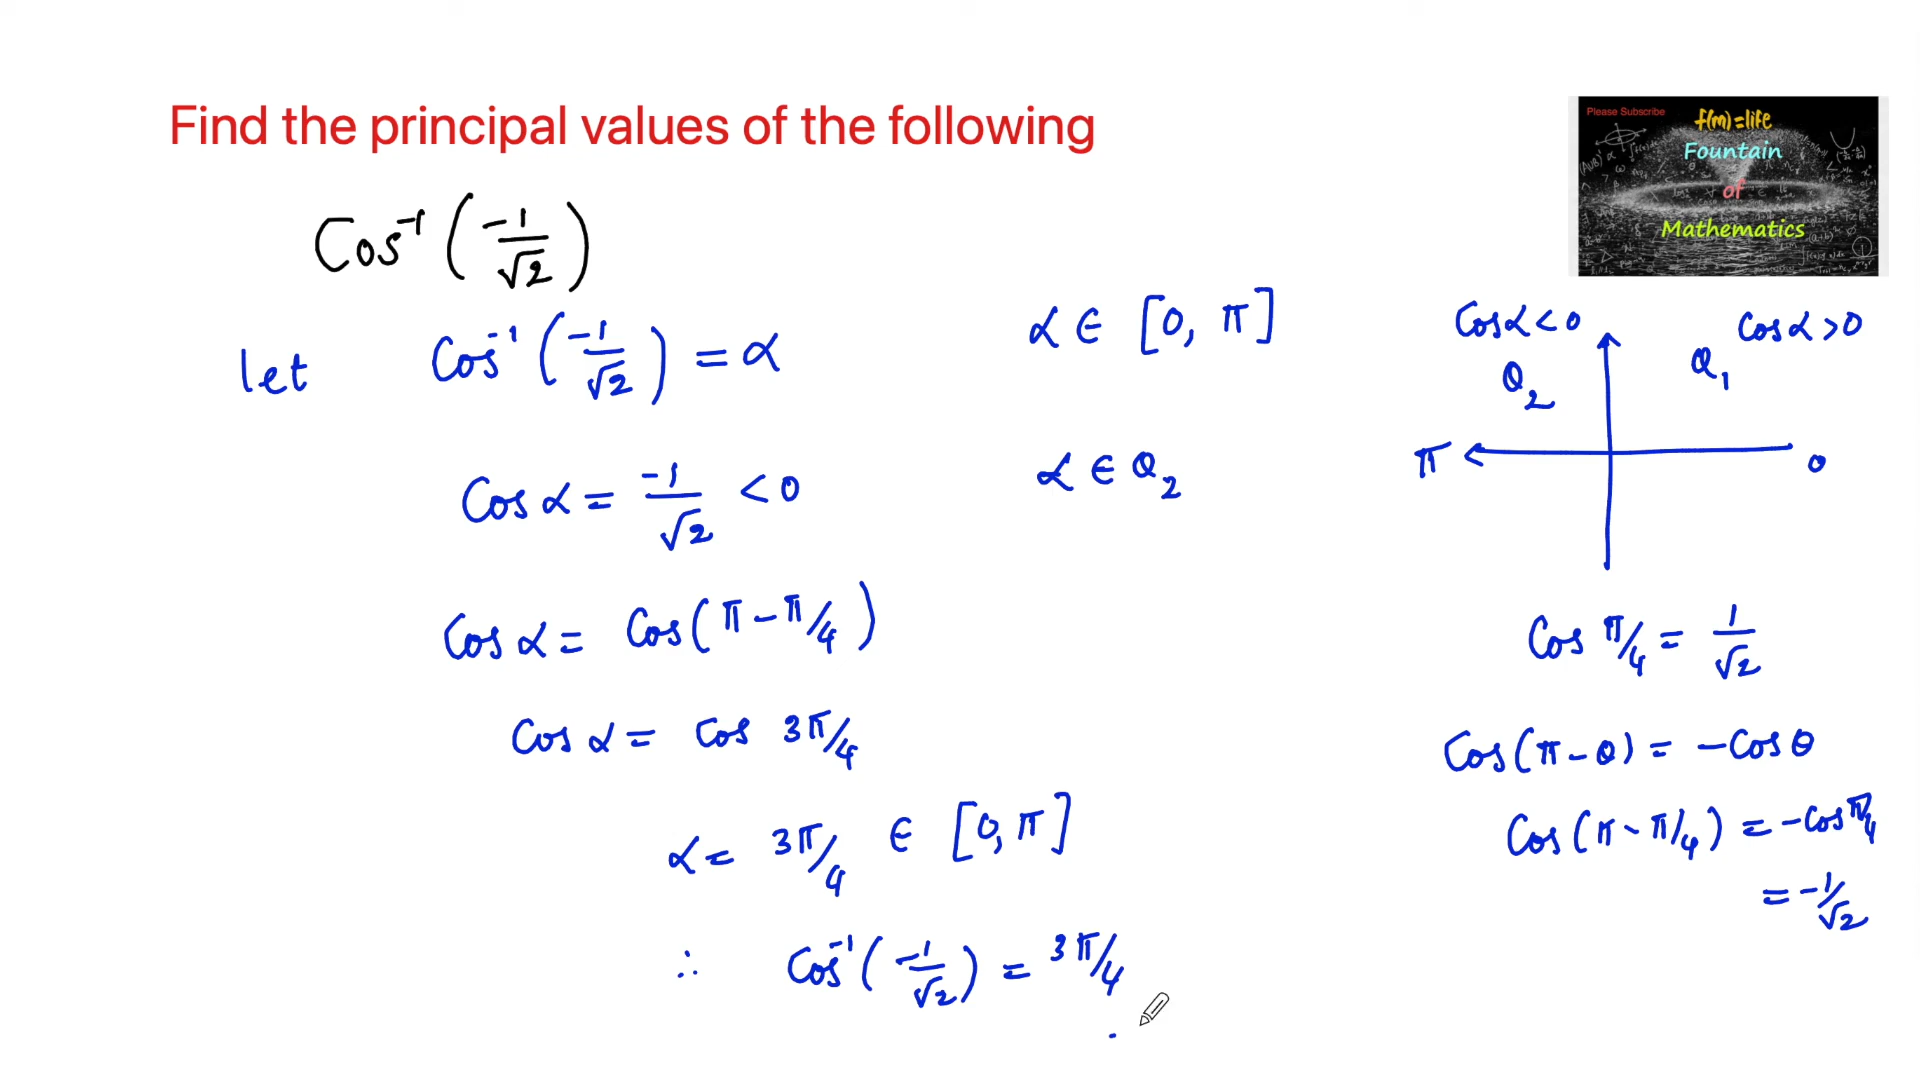 Find the principal values of the following
Please Subscribe
f(m)=life
Fountain
of
Mathematics
Cos⁻¹(-1/√2)
let Cos⁻¹(-1/√2) = α
α ∈ [0, π]
Cosα<0
Cosα>0
Q₂
Q₁
π
0
Cos α = -1/√2 < 0
α ∈ Q₂
Cos α = Cos(π - π/4)
Cos α = Cos 3π/4
α = 3π/4 ∈ [0, π]
∴ Cos⁻¹(-1/√2) = 3π/4
Cos π/4 = 1/√2
Cos(π-θ) = -Cosθ
Cos(π-π/4) = -Cosπ/4
= -1/√2